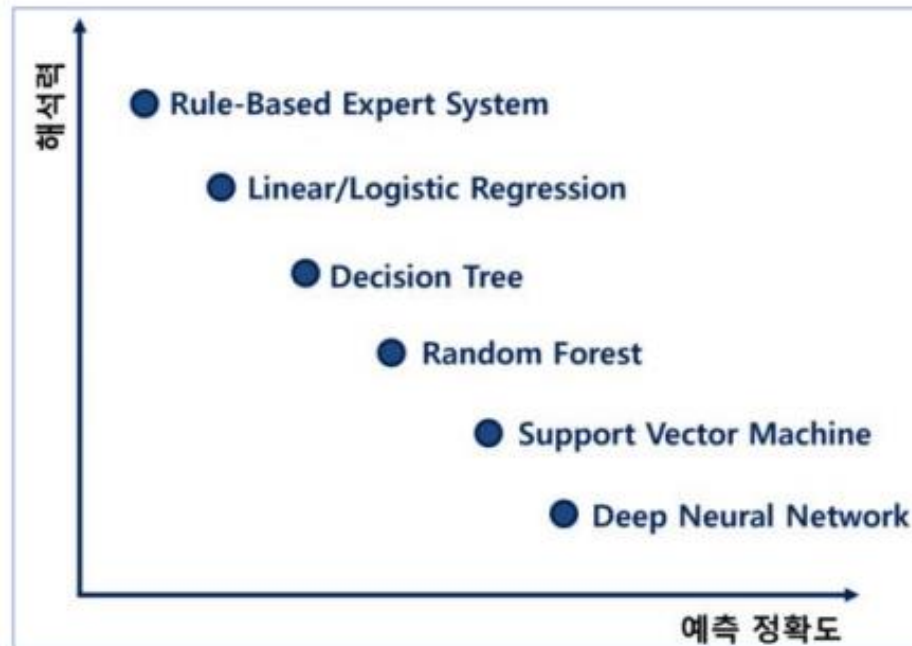 해석력
Rule-Based Expert System
Linear/Logistic Regression
Decision Tree
Random Forest
Support Vector Machine
Deep Neural Network
예측 정확도